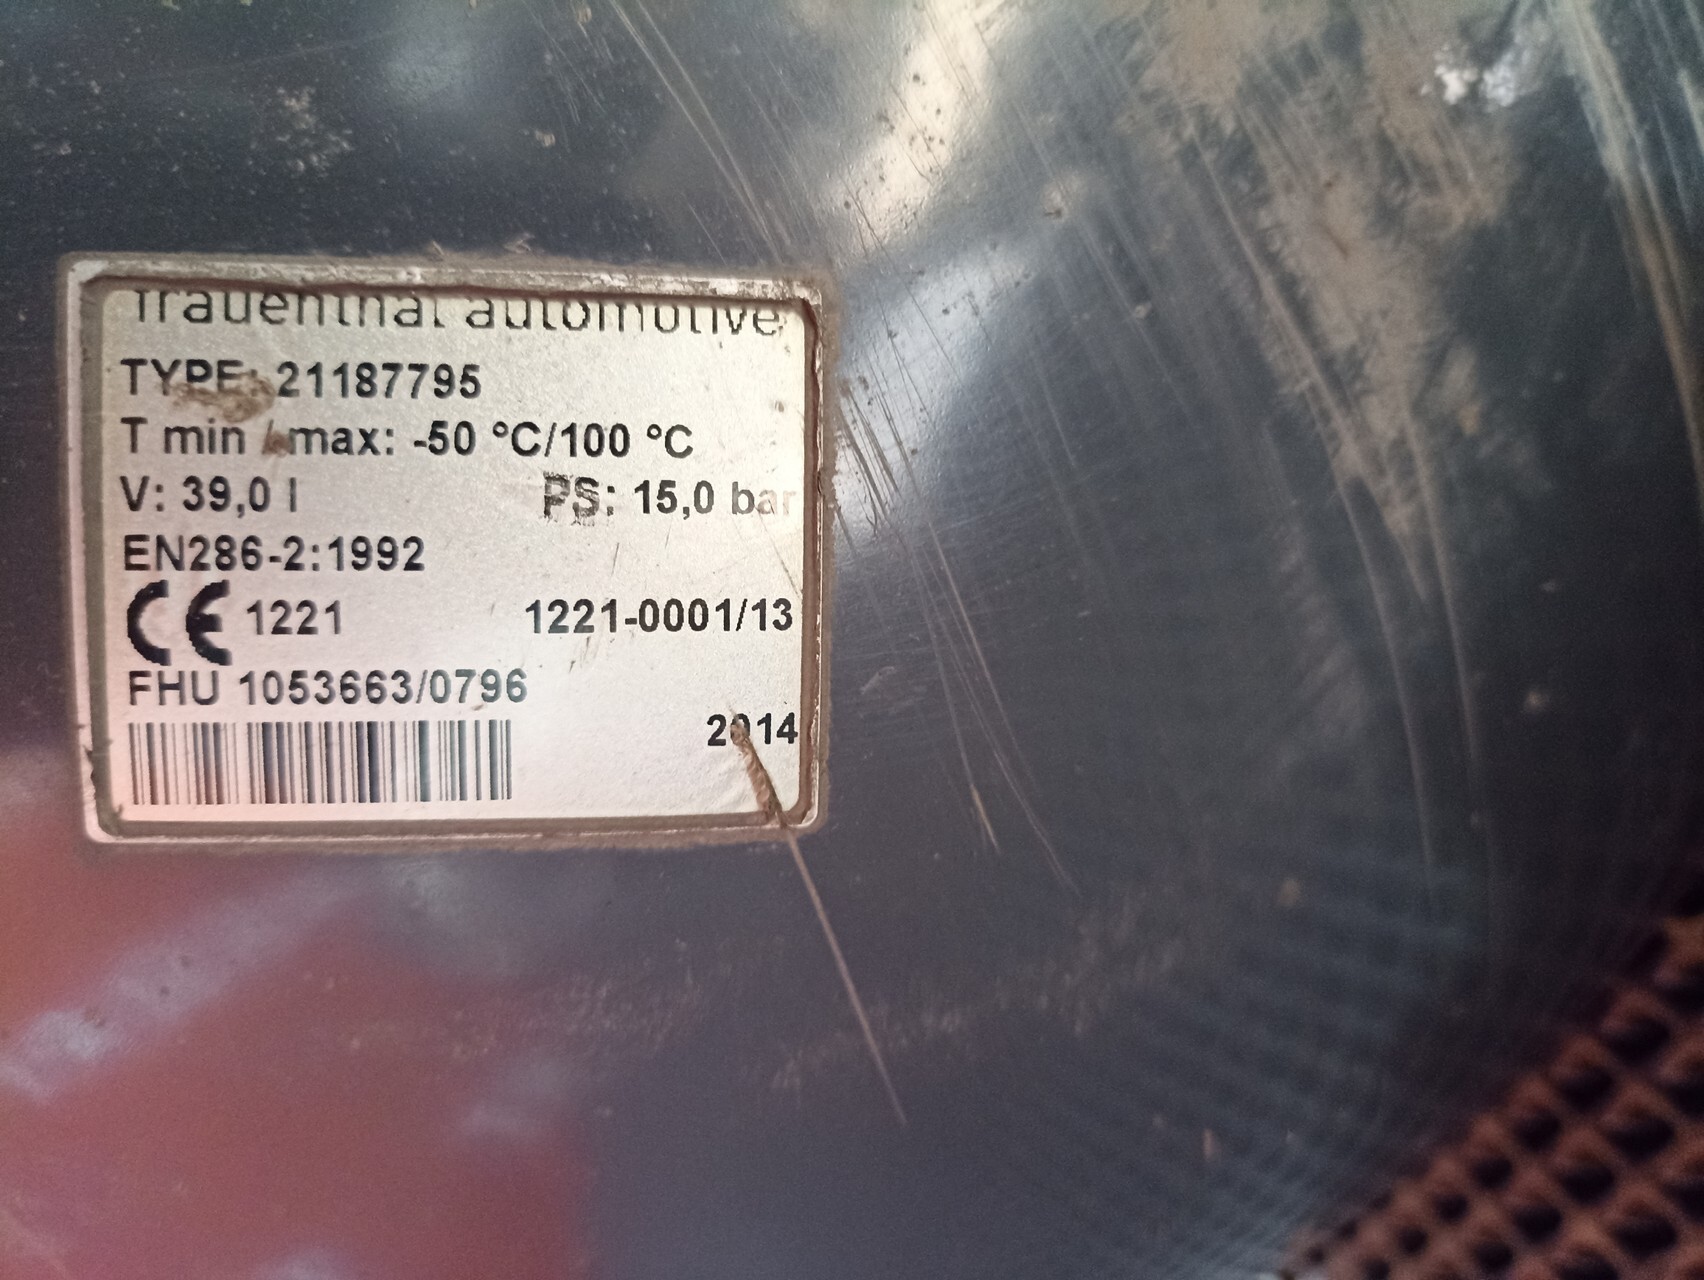 frauenthal automotive
TYPE: 21187795
T min / max: -50 °C/100 °C
V: 39,0 l PS: 15,0 bar
EN286-2:1992
CE 1221 1221-0001/13
FHU 1053663/0796
2014